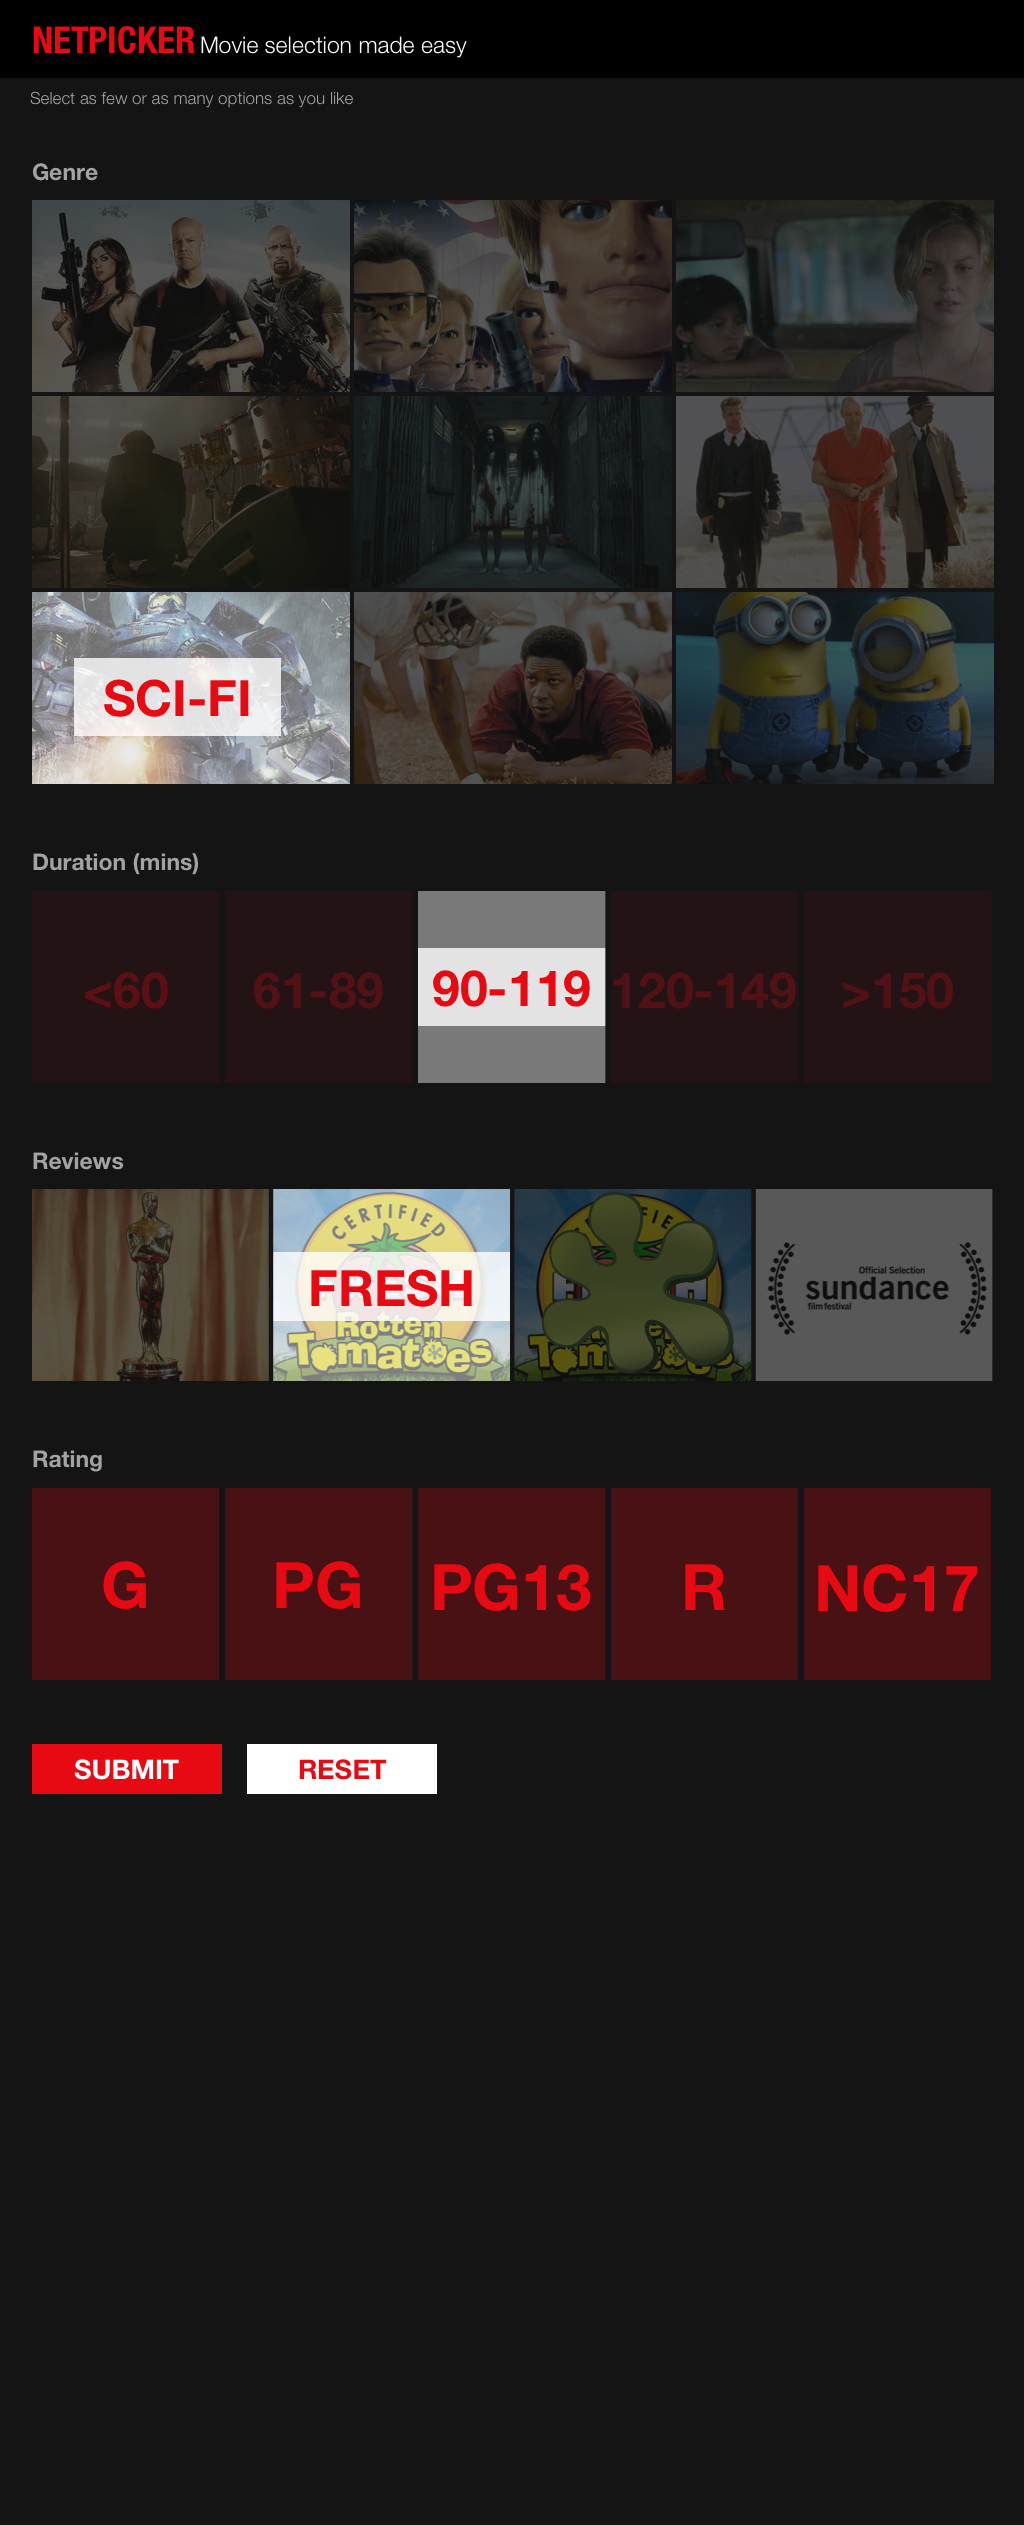 NETPICKER Movie selection made easy
Select as few or as many options as you like
Genre
SCI-FI
Duration (mins)
<60 61-89 90-119 120-149 >150
Reviews
CERTIFIED
FRESH
Rotten
Tomatoes
Official Selection
sundance
film festival
Rating
G PG PG13 R NC17
SUBMIT RESET